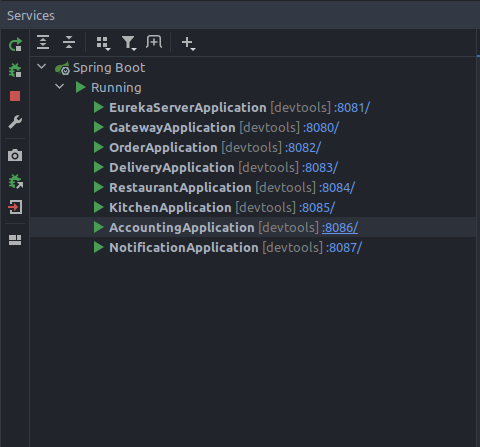 Services
Spring Boot
Running
EurekaServerApplication [devtools] :8081/
GatewayApplication [devtools] :8080/
OrderApplication [devtools] :8082/
DeliveryApplication [devtools] :8083/
RestaurantApplication [devtools] :8084/
KitchenApplication [devtools] :8085/
AccountingApplication [devtools] :8086/
NotificationApplication [devtools] :8087/